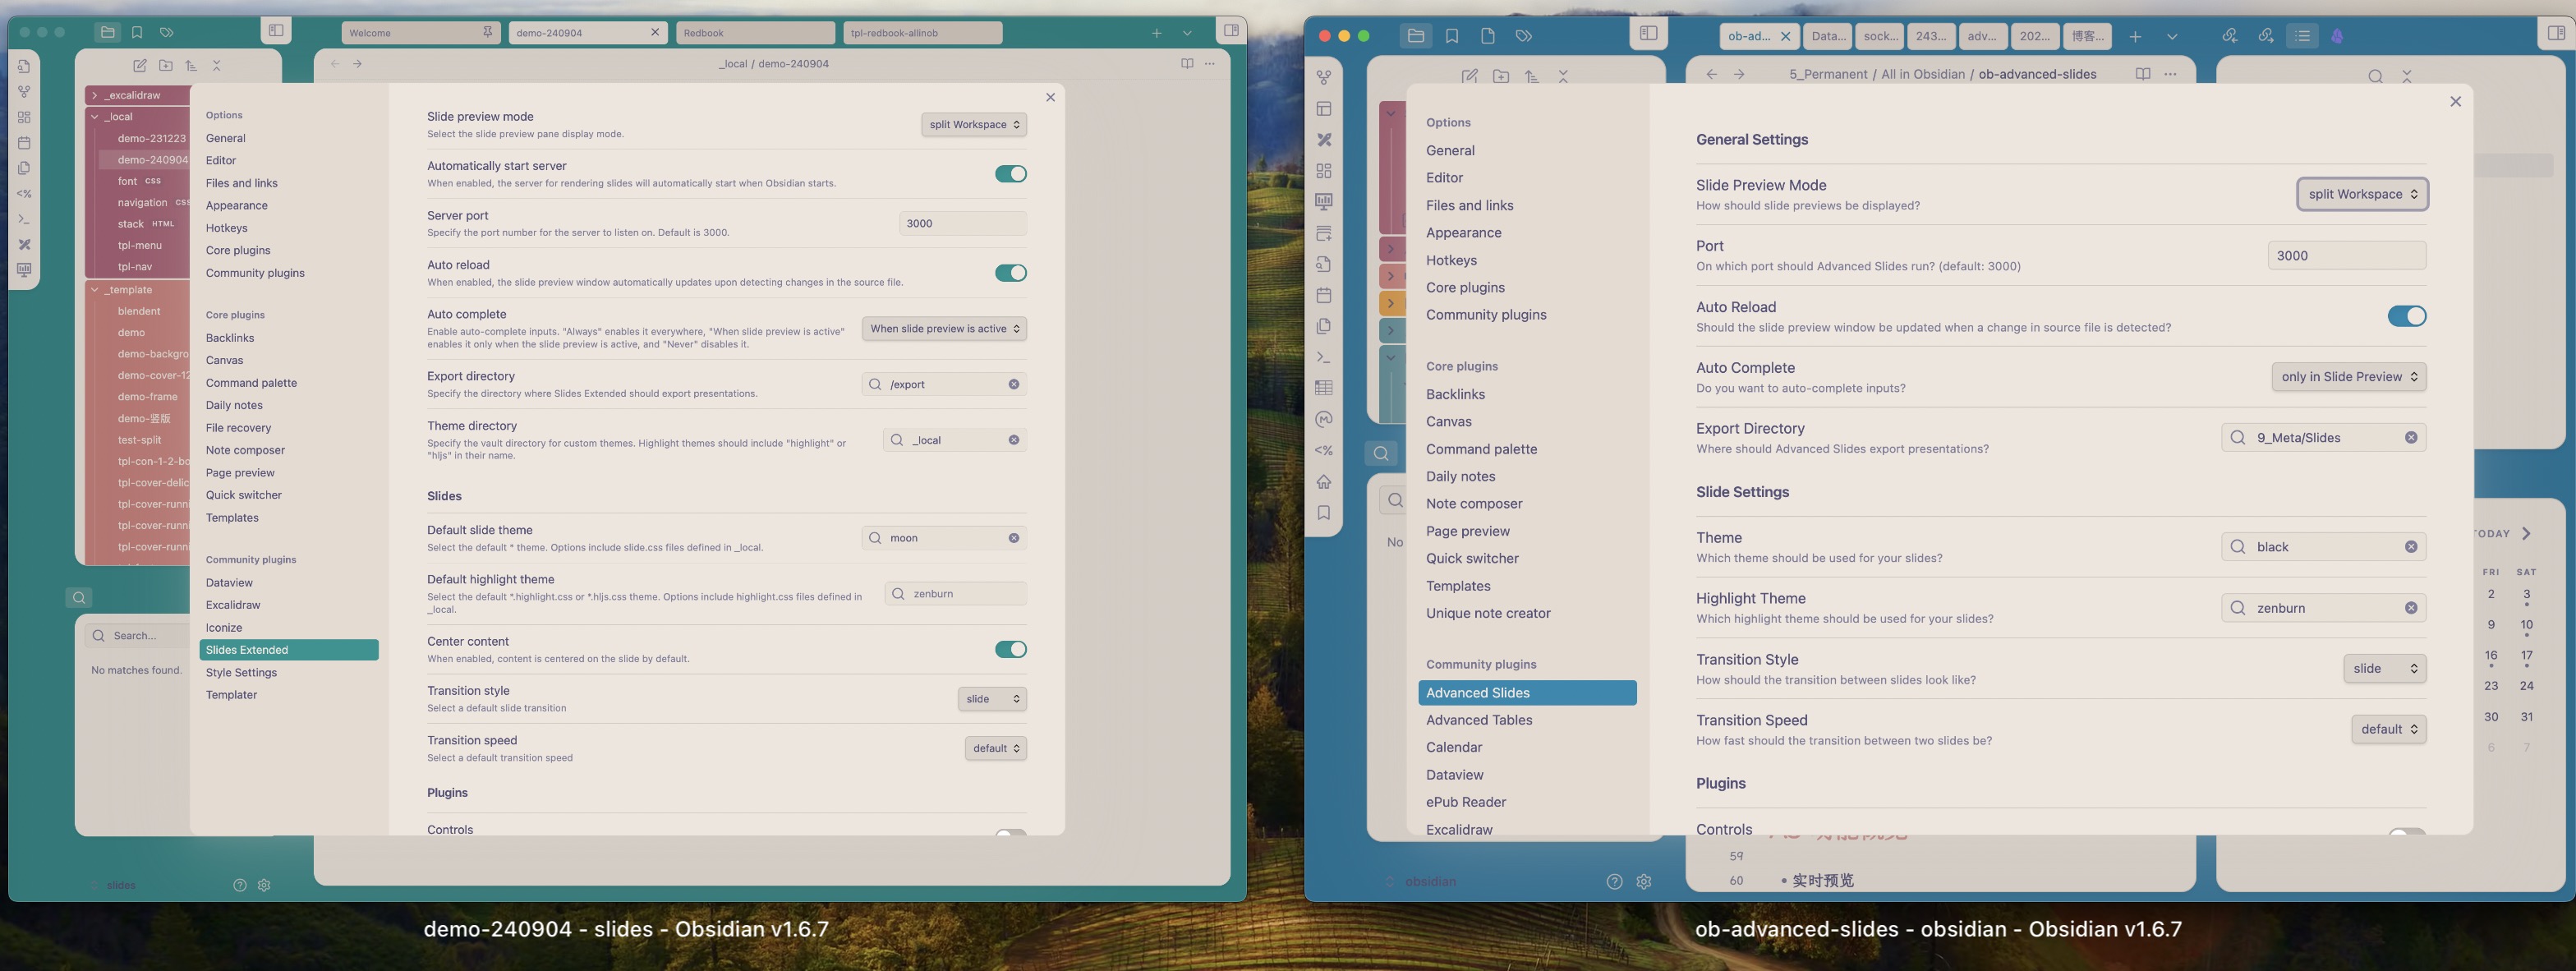 Welcome
demo-240904
Redbook
tpl-redbook-allinob
_local / demo-240904
_excalidraw
_local
demo-231223
demo-240904
font CSS
navigation
stack HTML
tpl-menu
tpl-nav
_template
blendent
demo
demo-backgro
demo-cover-12
demo-frame
demo-竖版
test-split
tpl-con-1-2-bo
tpl-cover-delic
tpl-cover-runni
tpl-cover-runni
tpl-cover-runni
Search...
No matches found.
slides
Options
General
Editor
Files and links
Appearance
Hotkeys
Core plugins
Community plugins
Core plugins
Backlinks
Canvas
Command palette
Daily notes
File recovery
Note composer
Page preview
Quick switcher
Templates
Community plugins
Dataview
Excalidraw
Iconize
Slides Extended
Style Settings
Templater
Slide preview mode
Select the slide preview pane display mode.
split Workspace
Automatically start server
When enabled, the server for rendering slides will automatically start when Obsidian starts.
Server port
Specify the port number for the server to listen on. Default is 3000.
3000
Auto reload
When enabled, the slide preview window automatically updates upon detecting changes in the source file.
Auto complete
Enable auto-complete inputs. "Always" enables it everywhere, "When slide preview is active"
enables it only when the slide preview is active, and "Never" disables it.
When slide preview is active
Export directory
Specify the directory where Slides Extended should export presentations.
/export
Theme directory
Specify the vault directory for custom themes. Highlight themes should include "highlight" or
"hljs" in their name.
_local
Slides
Default slide theme
Select the default * theme. Options include slide.css files defined in _local.
moon
Default highlight theme
Select the default *.highlight.css or *.hljs.css theme. Options include highlight.css files defined in
_local.
zenburn
Center content
When enabled, content is centered on the slide by default.
Transition style
Select a default slide transition
slide
Transition speed
Select a default transition speed
default
Plugins
Controls
demo-240904 - slides - Obsidian v1.6.7
ob-ad...
Data...
sock...
243...
adv...
202...
博客...
5_Permanent / All in Obsidian / ob-advanced-slides
Options
General
Editor
Files and links
Appearance
Hotkeys
Core plugins
Community plugins
Core plugins
Backlinks
Canvas
Command palette
Daily notes
Note composer
Page preview
Quick switcher
Templates
Unique note creator
Community plugins
Advanced Slides
Advanced Tables
Calendar
Dataview
ePub Reader
Excalidraw
General Settings
Slide Preview Mode
How should slide previews be displayed?
split Workspace
Port
On which port should Advanced Slides run? (default: 3000)
3000
Auto Reload
Should the slide preview window be updated when a change in source file is detected?
Auto Complete
Do you want to auto-complete inputs?
only in Slide Preview
Export Directory
Where should Advanced Slides export presentations?
9_Meta/Slides
Slide Settings
Theme
Which theme should be used for your slides?
black
Highlight Theme
Which highlight theme should be used for your slides?
zenburn
Transition Style
How should the transition between slides look like?
slide
Transition Speed
How fast should the transition between two slides be?
default
Plugins
Controls
No
obsidian
59
60 • 实时预览
FRI SAT
2 3
9 10
16 17
23 24
30 31
6 7
ob-advanced-slides - obsidian - Obsidian v1.6.7